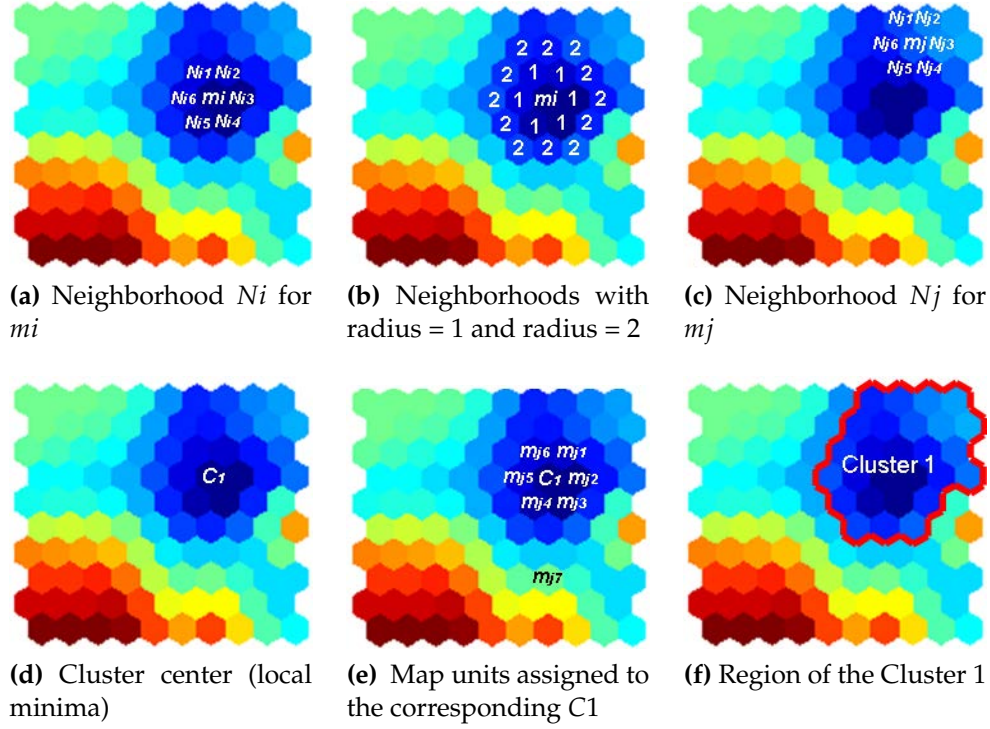 Ni1 Ni2
Ni6 mi Ni3
Ni5 Ni4
2 2 2
2 1 1 2
2 1 mi 1 2
2 1 1 2
2 2 2
Nj1 Nj2
Nj6 mj Nj3
Nj5 Nj4
(a) Neighborhood Ni for
mi
(b) Neighborhoods with
radius = 1 and radius = 2
(c) Neighborhood Nj for
mj
C1
mj6 mj1
mj5 C1 mj2
mj4 mj3
mj7
Cluster 1
(d) Cluster center (local
minima)
(e) Map units assigned to
the corresponding C1
(f) Region of the Cluster 1